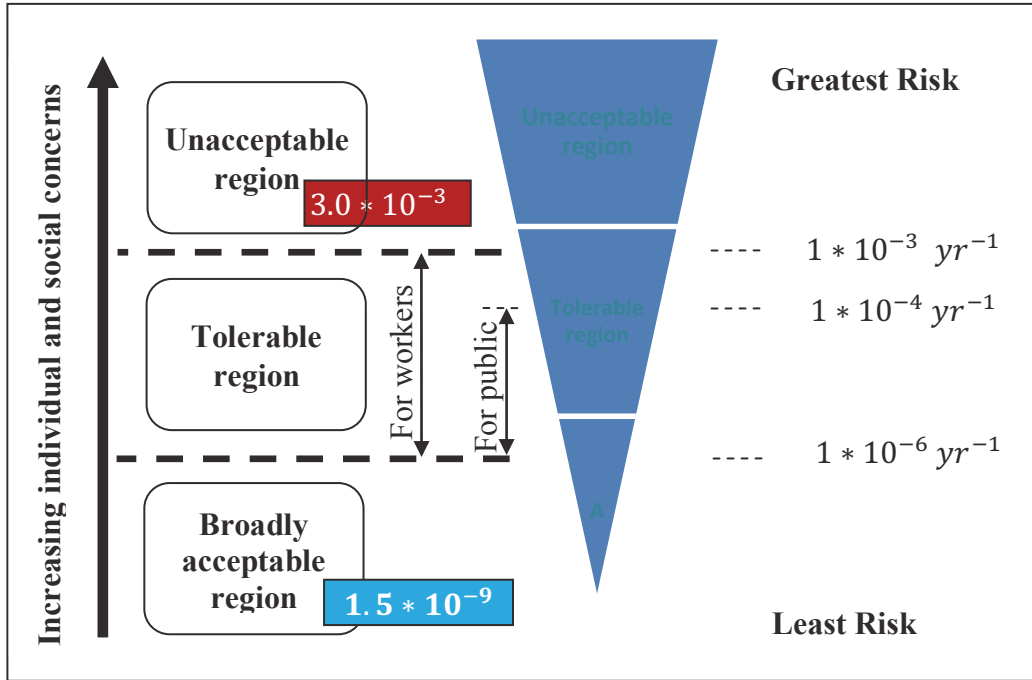 Increasing individual and social concerns
Unacceptable
region
3.0 * 10⁻³
Tolerable
region
Broadly
acceptable
region
1.5 * 10⁻⁹
For workers
For public
Unacceptable
region
Tolerable
region
A
Greatest Risk
1 * 10⁻³ yr⁻¹
1 * 10⁻⁴ yr⁻¹
1 * 10⁻⁶ yr⁻¹
Least Risk